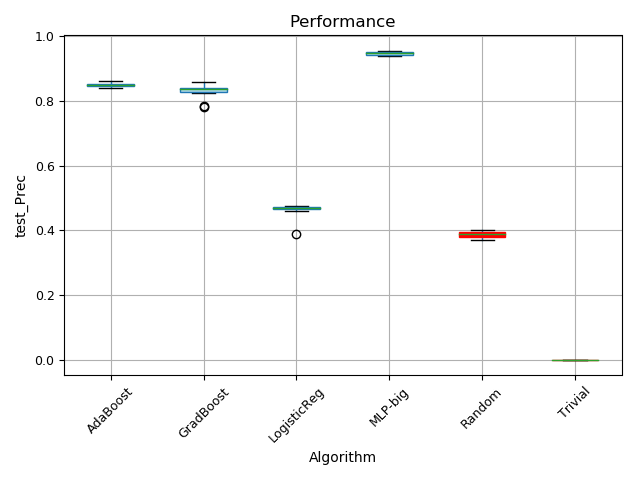 Performance
1.0
0.8
0.6
0.4
0.2
0.0
test_Prec
AdaBoost
GradBoost
LogisticReg
MLP-big
Random
Trivial
Algorithm